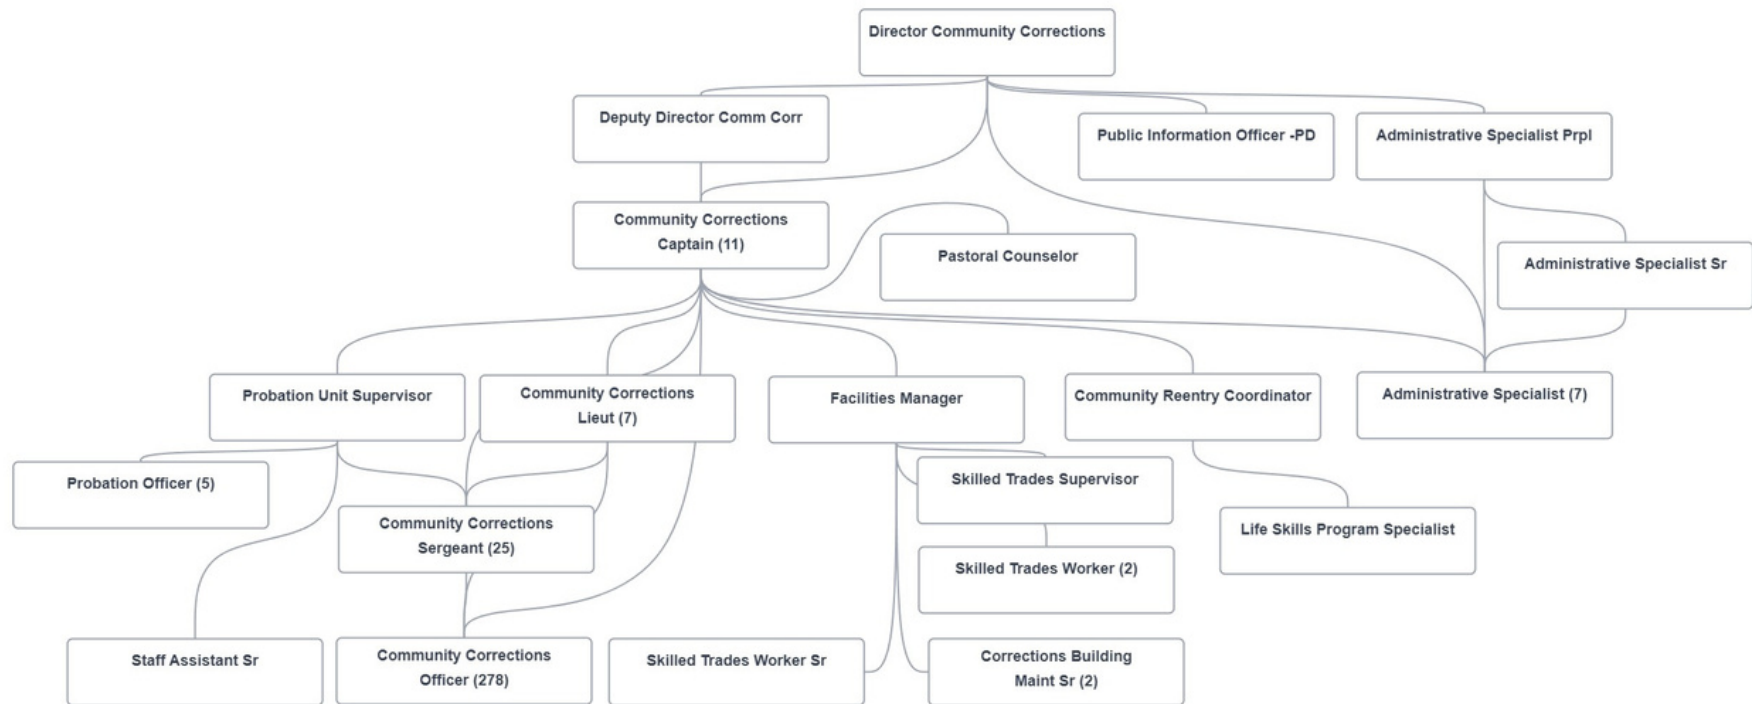 Director Community Corrections
Deputy Director Comm Corr
Public Information Officer -PD
Administrative Specialist Prpl
Community Corrections
Captain (11)
Pastoral Counselor
Administrative Specialist Sr
Probation Unit Supervisor
Community Corrections
Lieut (7)
Facilities Manager
Community Reentry Coordinator
Administrative Specialist (7)
Probation Officer (5)
Skilled Trades Supervisor
Community Corrections
Sergeant (25)
Life Skills Program Specialist
Skilled Trades Worker (2)
Staff Assistant Sr
Community Corrections
Officer (278)
Skilled Trades Worker Sr
Corrections Building
Maint Sr (2)